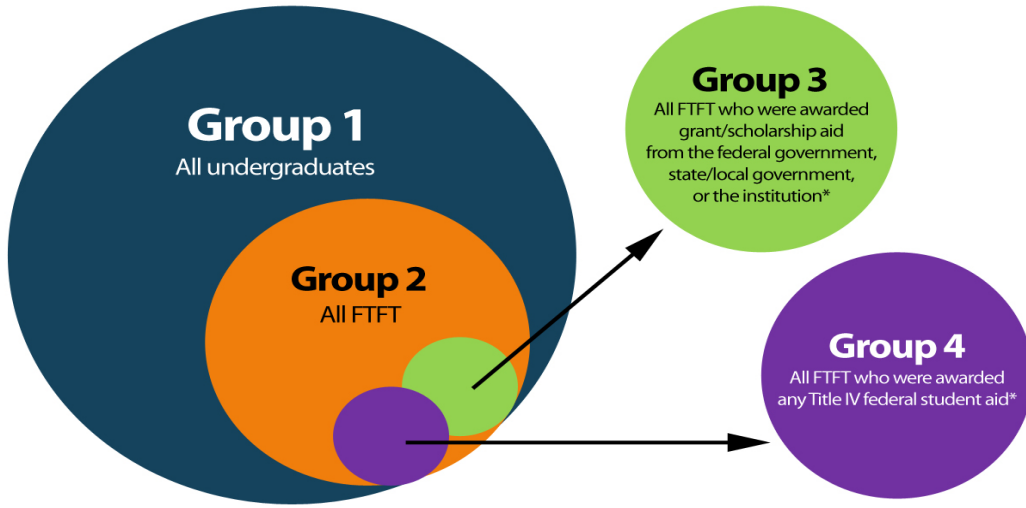 Group 1
All undergraduates
Group 2
All FTFT
Group 3
All FTFT who were awarded
grant/scholarship aid
from the federal government,
state/local government,
or the institution*
Group 4
All FTFT who were awarded
any Title IV federal student aid*